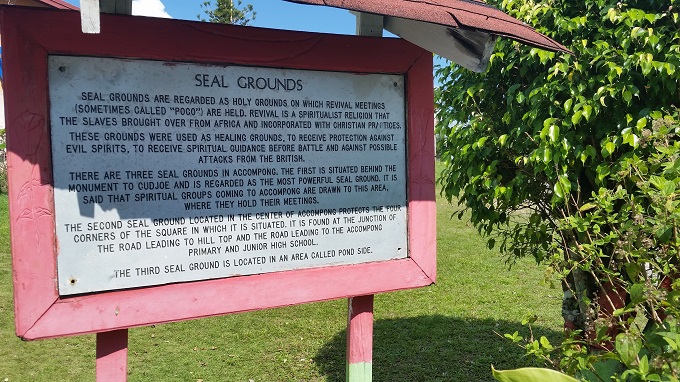 SEAL GROUNDS
SEAL GROUNDS ARE REGARDED AS HOLY GROUNDS ON WHICH REVIVAL MEETINGS
(SOMETIMES CALLED "POCO") ARE HELD. REVIVAL IS A SPIRITUALIST RELIGION THAT
THE SLAVES BROUGHT OVER FROM AFRICA AND INCORPORATED WITH CHRISTIAN PRACTICES.
THESE GROUNDS WERE USED AS HEALING GROUNDS, TO RECEIVE PROTECTION AGAINST
EVIL SPIRITS, TO RECEIVE SPIRITUAL GUIDANCE BEFORE BATTLE AND AGAINST POSSIBLE
ATTACKS FROM THE BRITISH.
THERE ARE THREE SEAL GROUNDS IN ACCOMPONG. THE FIRST IS SITUATED BEHIND THE
MONUMENT TO CUDJOE AND IS REGARDED AS THE MOST POWERFUL SEAL GROUND. IT IS
SAID THAT SPIRITUAL GROUPS COMING TO ACCOMPONG ARE DRAWN TO THIS AREA,
WHERE THEY HOLD THEIR MEETINGS.
THE SECOND SEAL GROUND LOCATED IN THE CENTER OF ACCOMPONG PROTECTS THE FOUR
CORNERS OF THE SQUARE IN WHICH IT IS SITUATED. IT IS FOUND AT THE JUNCTION OF
THE ROAD LEADING TO HILL TOP AND THE ROAD LEADING TO THE ACCOMPONG
PRIMARY AND JUNIOR HIGH SCHOOL.
THE THIRD SEAL GROUND IS LOCATED IN AN AREA CALLED POND SIDE.